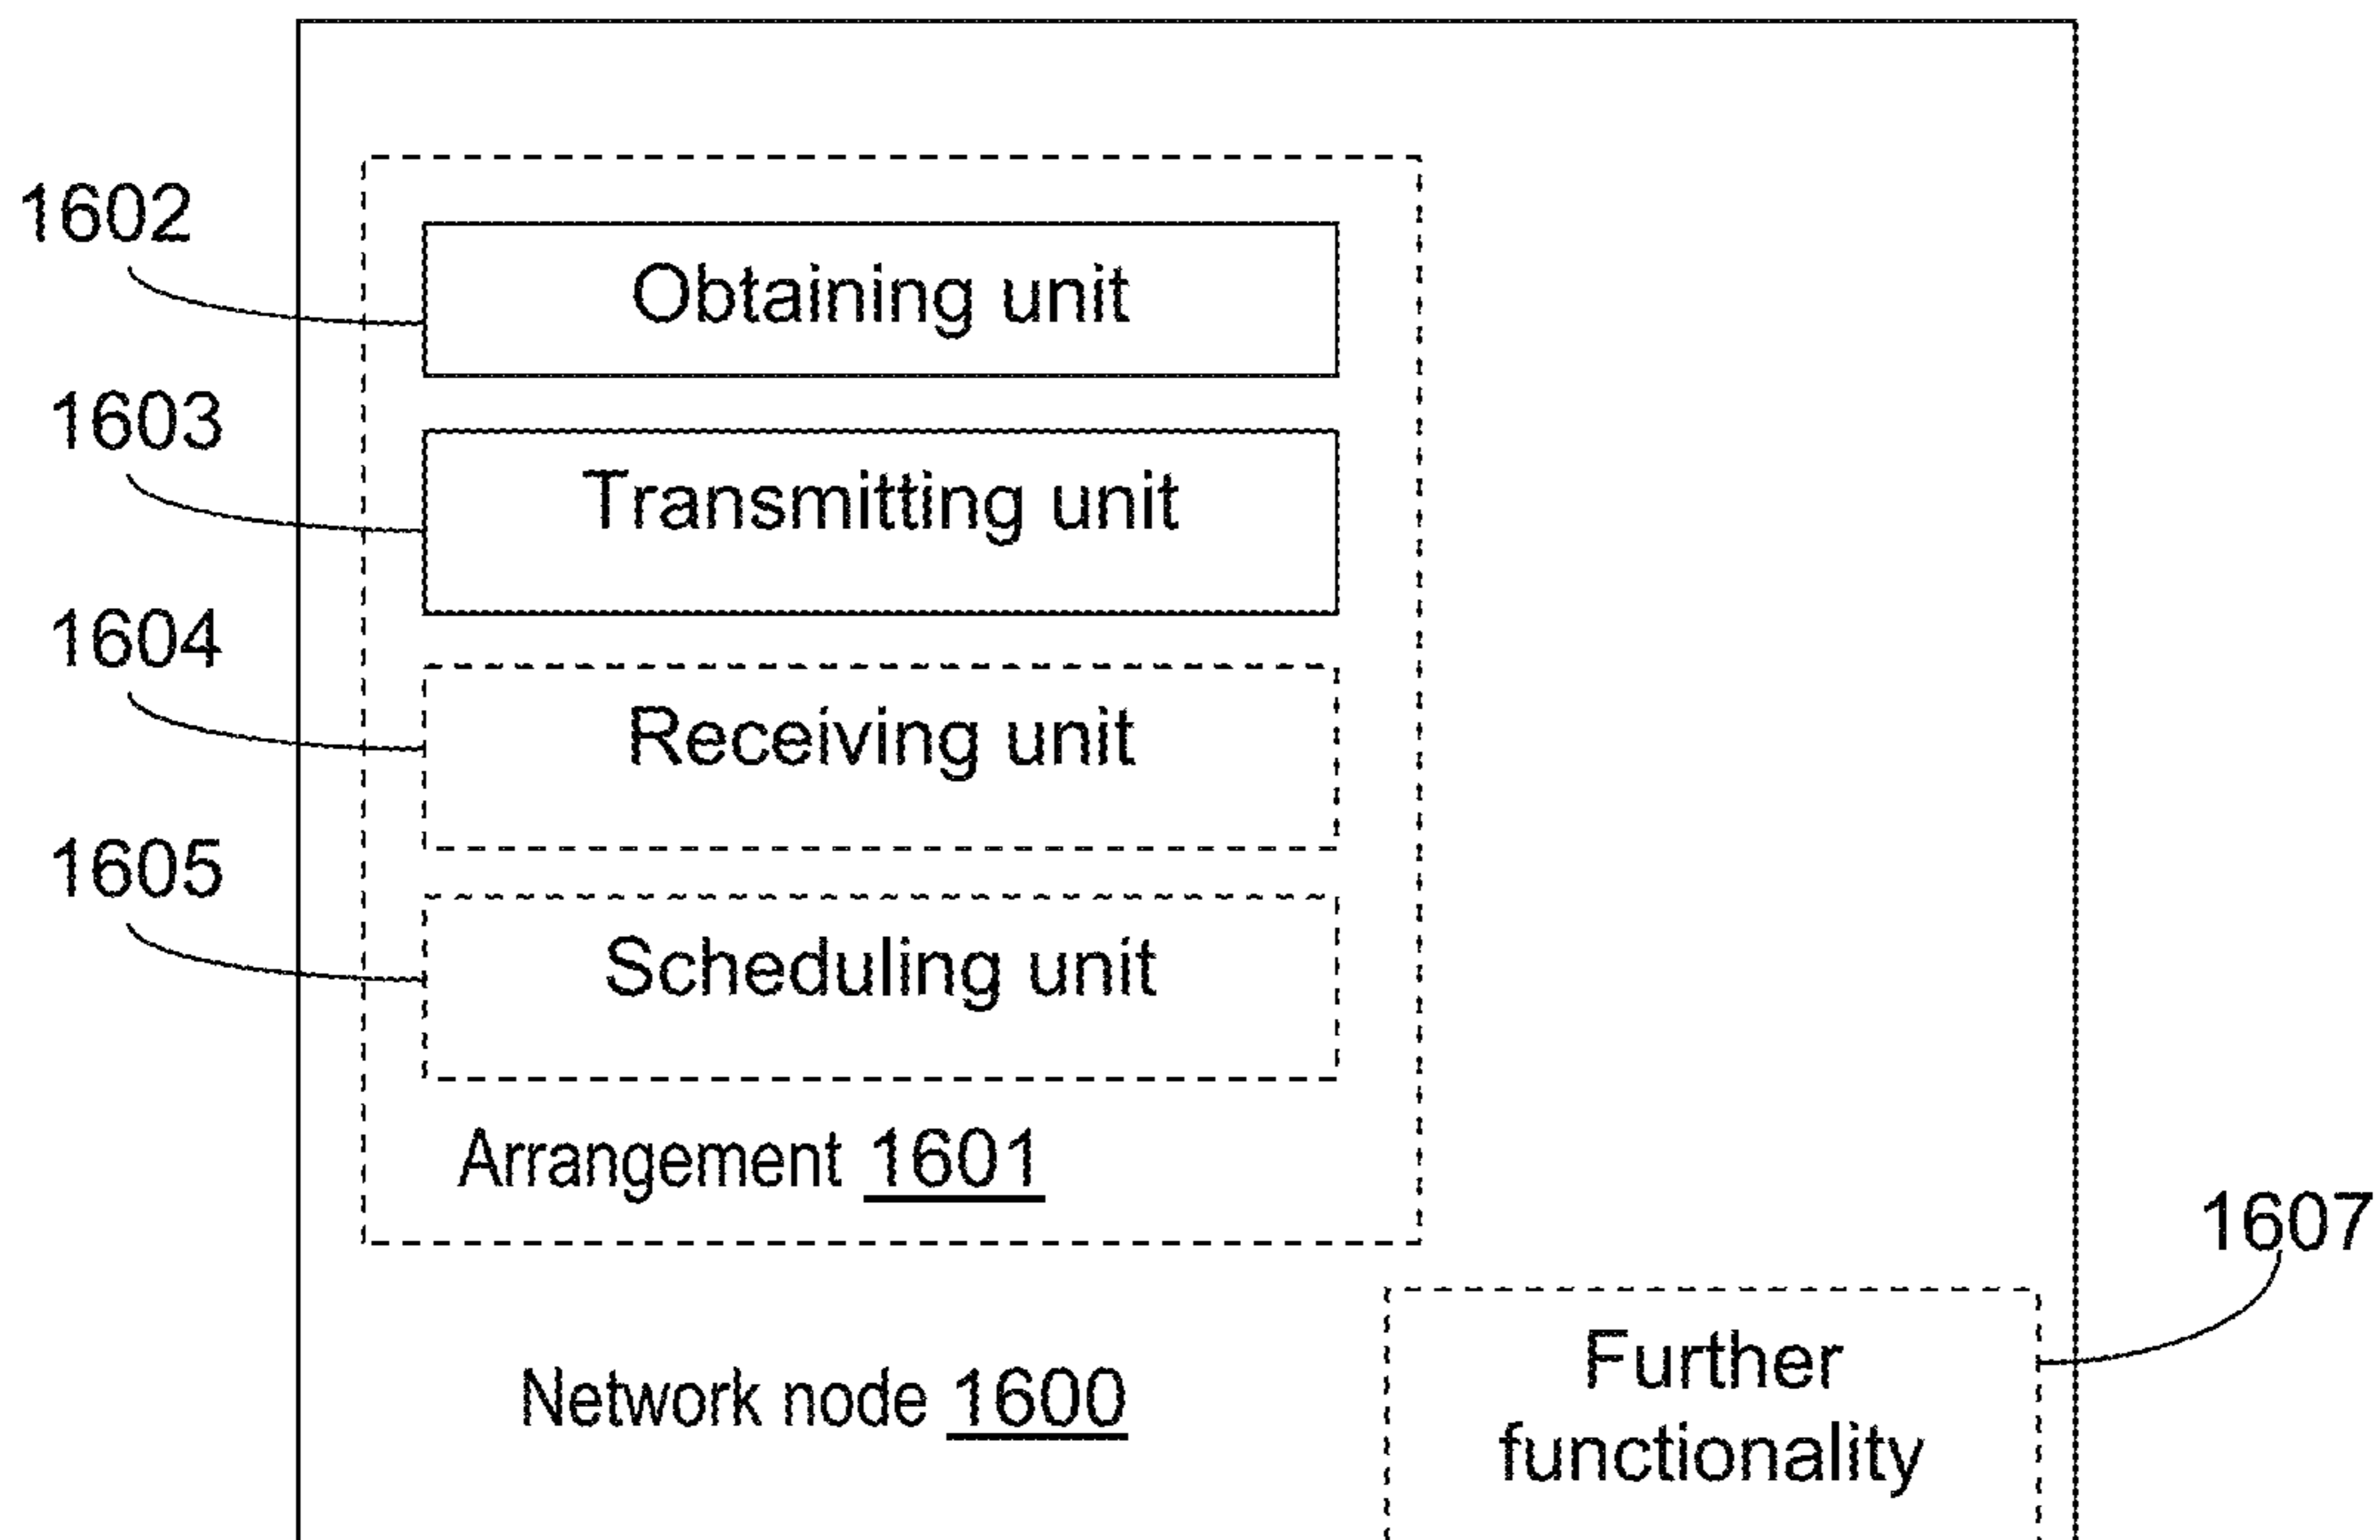 1602
Obtaining unit
1603
Transmitting unit
1604
Receiving unit
1605
Scheduling unit
Arrangement 1601
1607
Network node 1600
Further
functionality